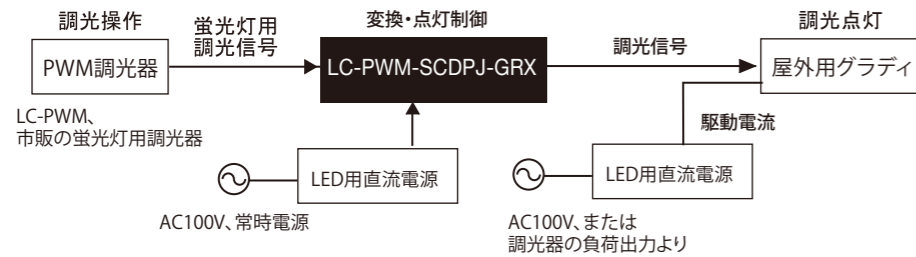 調光操作
PWM調光器
LC-PWM、
市販の蛍光灯用調光器
蛍光灯用
調光信号
変換・点灯制御
LC-PWM-SCDPJ-GRX
LED用直流電源
AC100V、常時電源
調光信号
調光点灯
屋外用グラディ
駆動電流
LED用直流電源
AC100V、または
調光器の負荷出力より